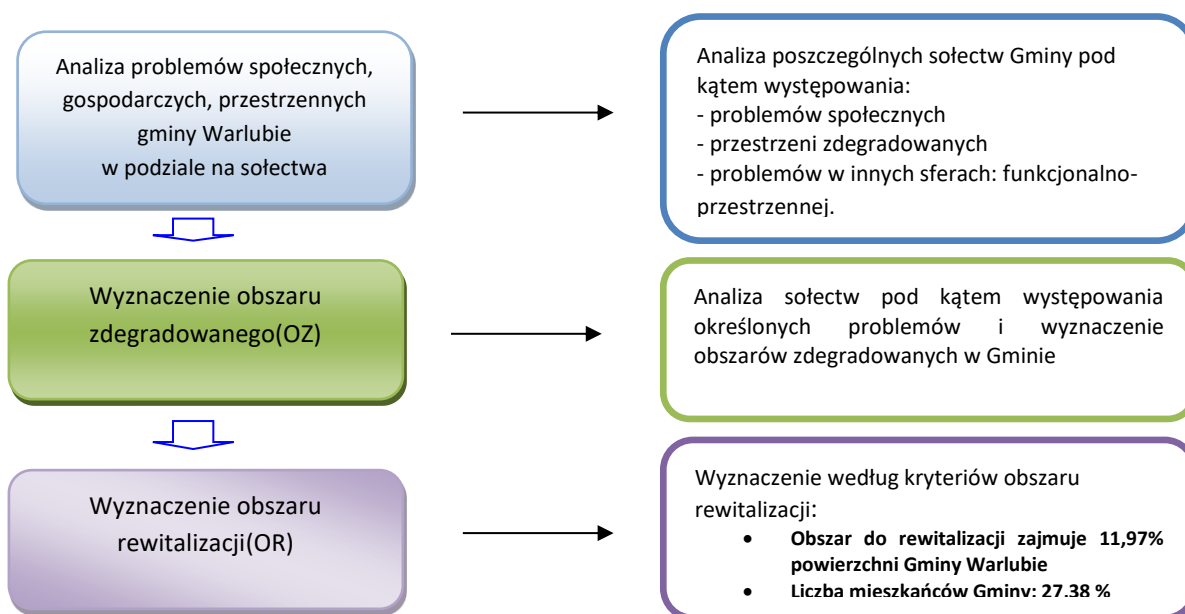 Analiza problemów społecznych,
gospodarczych, przestrzennych
gminy Warlubie
w podziale na sołectwa
Analiza poszczególnych sołectw Gminy pod
kątem występowania:
- problemów społecznych
- przestrzeni zdegradowanych
- problemów w innych sferach: funkcjonalno-
przestrzennej.
Wyznaczenie obszaru
zdegradowanego(OZ)
Analiza sołectw pod kątem występowania
określonych problemów i wyznaczenie
obszarów zdegradowanych w Gminie
Wyznaczenie obszaru
rewitalizacji(OR)
Wyznaczenie według kryteriów obszaru
rewitalizacji:
• Obszar do rewitalizacji zajmuje 11,97%
powierzchni Gminy Warlubie
• Liczba mieszkańców Gminy: 27,38 %